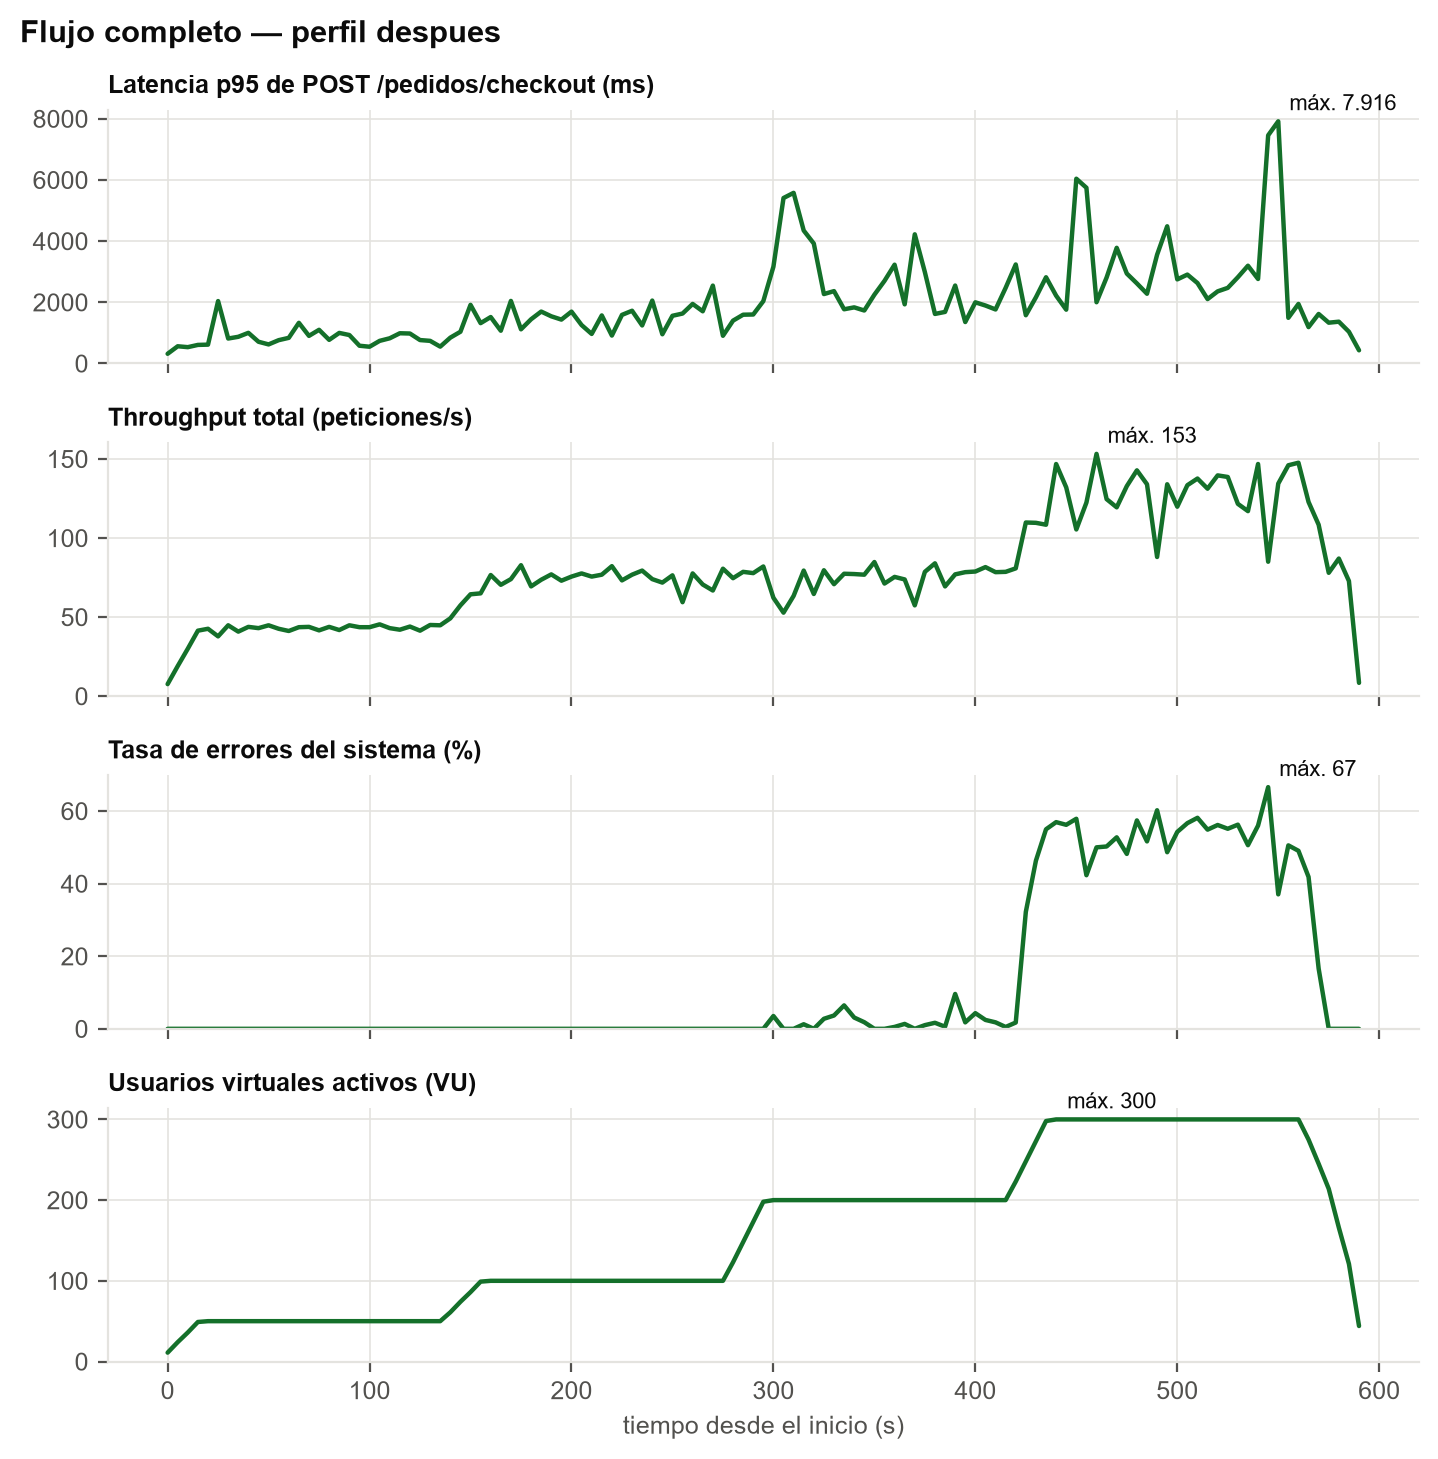 Flujo completo — perfil despues
Latencia p95 de POST /pedidos/checkout (ms)
máx. 7.916
8000
6000
4000
2000
0
Throughput total (peticiones/s)
máx. 153
150
100
50
0
Tasa de errores del sistema (%)
máx. 67
60
40
20
0
Usuarios virtuales activos (VU)
máx. 300
300
200
100
0
0 100 200 300 400 500 600
tiempo desde el inicio (s)